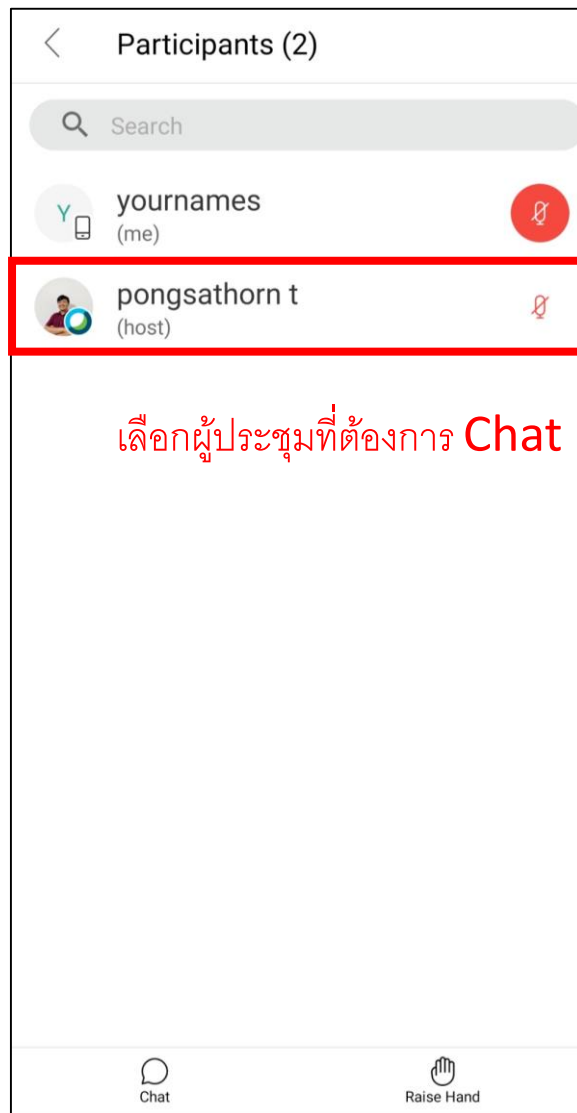 Participants (2)
Search
Y
yournames
(me)
pongsathorn t
(host)
เลือกผู้ประชุมที่ต้องการ Chat
Chat
Raise Hand